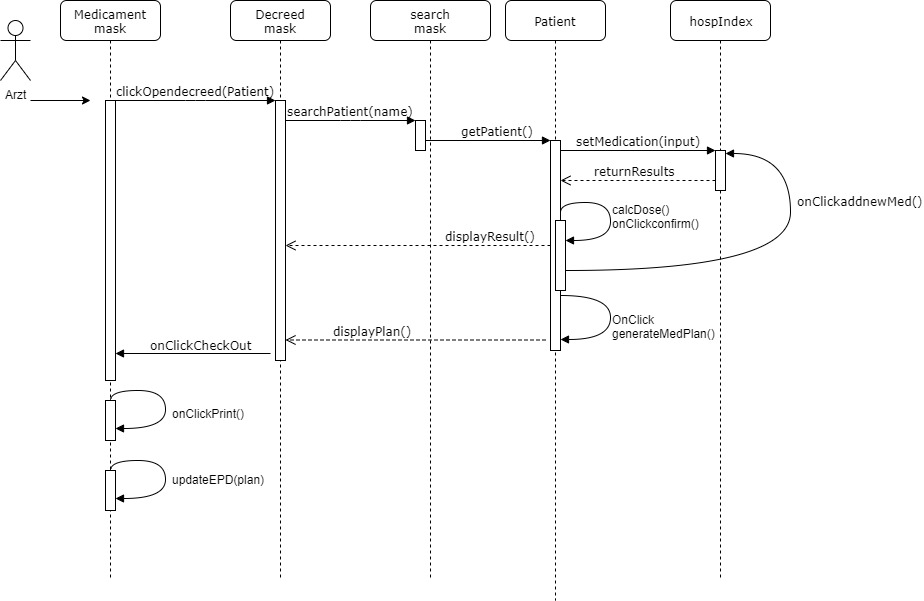 Medicament
mask
Decreed
mask
search
mask
Patient
hospIndex
Arzt
clickOpendecreed(Patient)
searchPatient(name)
getPatient()
setMedication(input)
returnResults
onClickaddnewMed()
calcDose()
onClickconfirm()
displayResult()
OnClick
generateMedPlan()
displayPlan()
onClickCheckOut
onClickPrint()
updateEPD(plan)